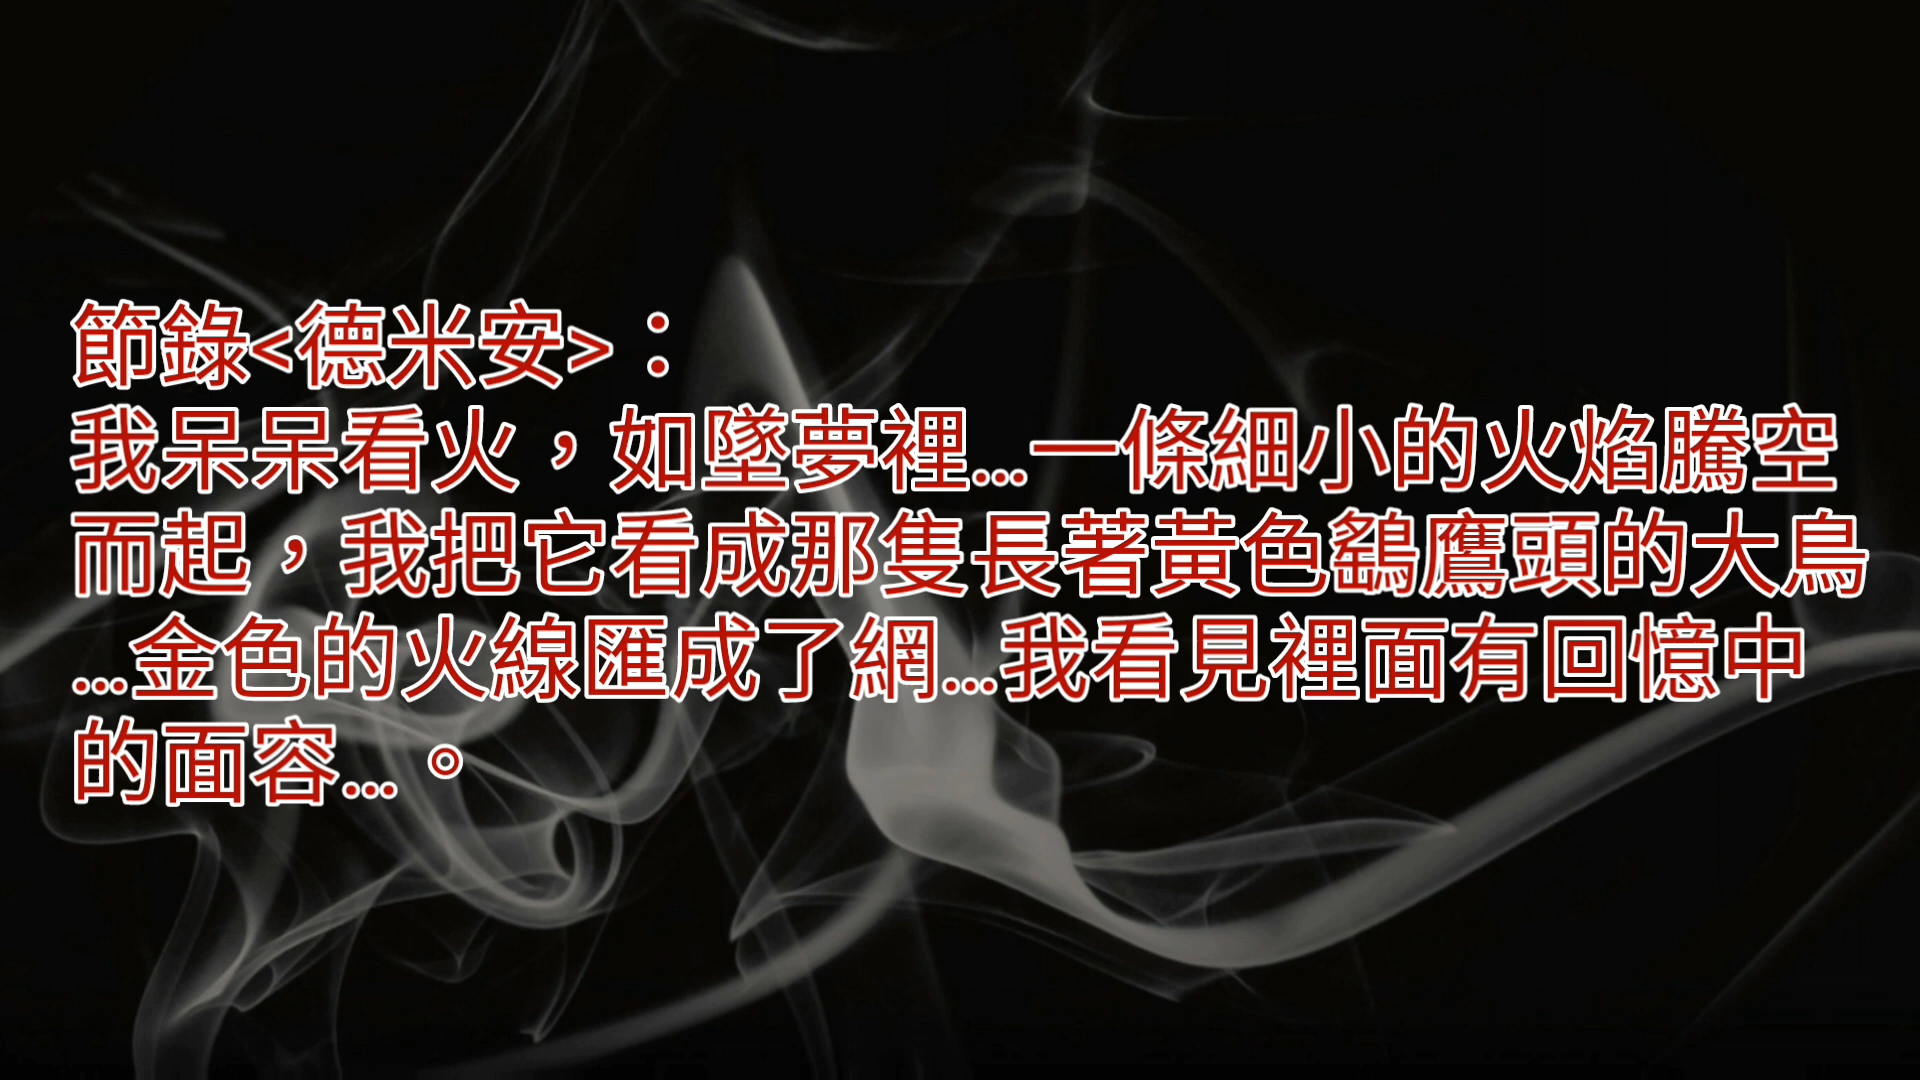 節錄<德米安>：
我呆呆看火，如墜夢裡...一條細小的火焰騰空
而起，我把它看成那隻長著黃色鷂鷹頭的大鳥
...金色的火線匯成了網...我看見裡面有回憶中
的面容...。